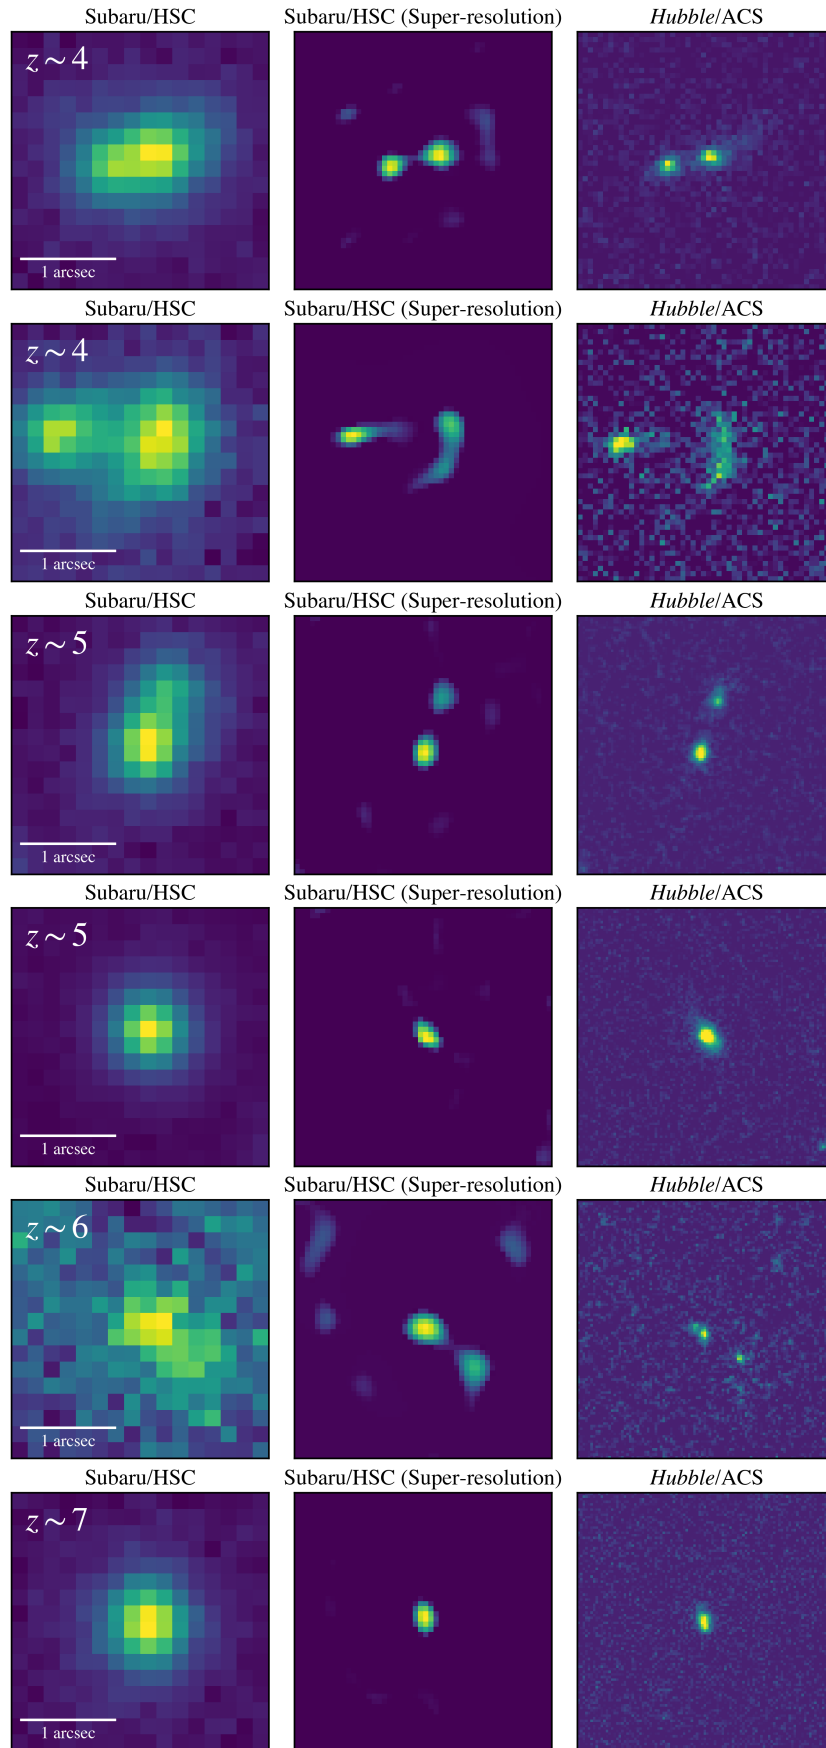 Subaru/HSC Subaru/HSC (Super-resolution) Hubble/ACS
z ~ 4
1 arcsec
Subaru/HSC Subaru/HSC (Super-resolution) Hubble/ACS
z ~ 4
1 arcsec
Subaru/HSC Subaru/HSC (Super-resolution) Hubble/ACS
z ~ 5
1 arcsec
Subaru/HSC Subaru/HSC (Super-resolution) Hubble/ACS
z ~ 5
1 arcsec
Subaru/HSC Subaru/HSC (Super-resolution) Hubble/ACS
z ~ 6
1 arcsec
Subaru/HSC Subaru/HSC (Super-resolution) Hubble/ACS
z ~ 7
1 arcsec